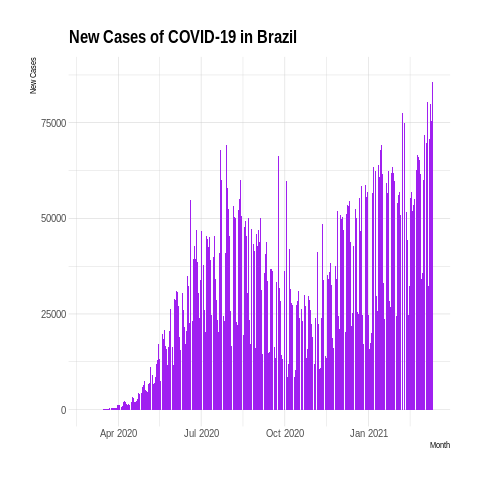 New Cases of COVID-19 in Brazil
New Cases
75000
50000
25000
0
Apr 2020 Jul 2020 Oct 2020 Jan 2021
Month